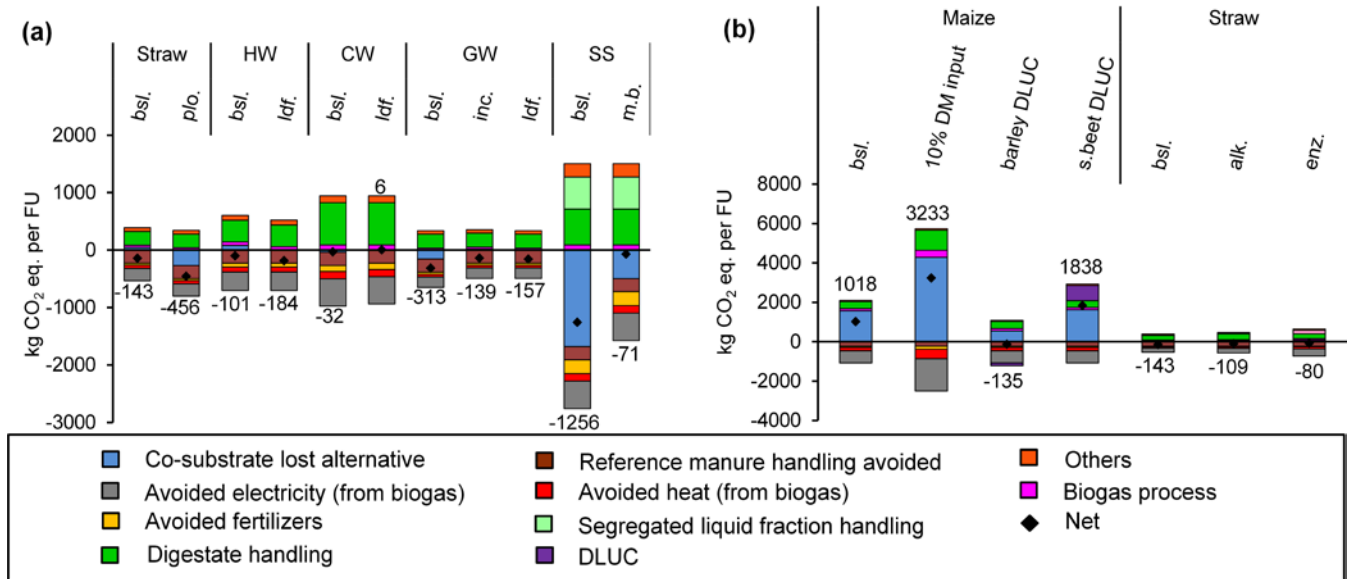 (a)
Straw HW CW GW SS
bsl. plo. bsl. ldf. bsl. ldf. bsl. inc. ldf. bsl. m.b.
kg CO2 eq. per FU
2000
1000
0
-1000
-2000
-3000
6
-143 -456 -101 -184 -32 -313 -139 -157 -1256 -71
(b)
Maize Straw
bsl. 10% DM input barley DLUC s.beet DLUC bsl. alk. enz.
kg CO2 eq. per FU
8000
6000
4000
2000
0
-2000
-4000
1018 3233 -135 1838 -143 -109 -80
Co-substrate lost alternative
Avoided electricity (from biogas)
Avoided fertilizers
Digestate handling
Reference manure handling avoided
Avoided heat (from biogas)
Segregated liquid fraction handling
DLUC
Others
Biogas process
Net